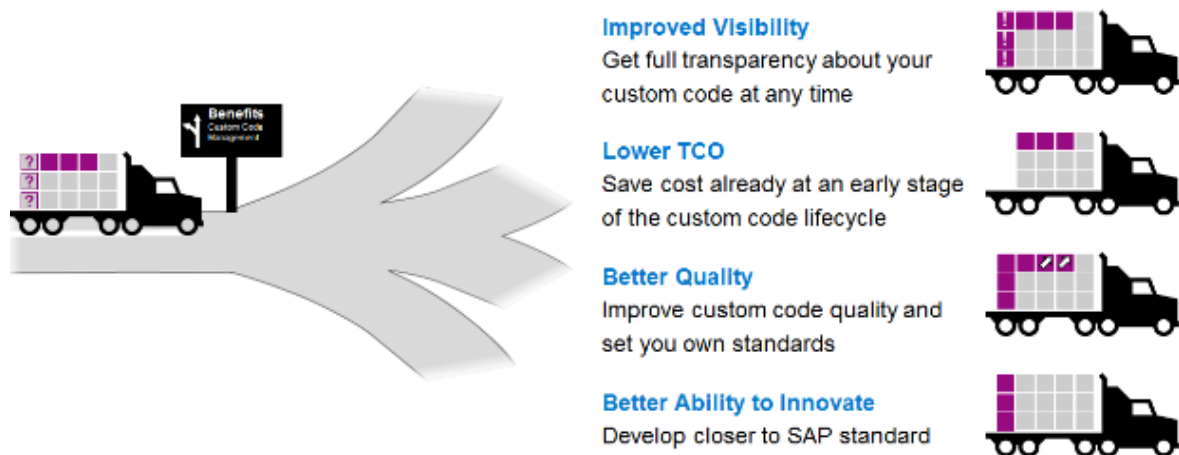 Benefits
Custom Code
Management
?
?
?
Improved Visibility
Get full transparency about your
custom code at any time
Lower TCO
Save cost already at an early stage
of the custom code lifecycle
Better Quality
Improve custom code quality and
set you own standards
Better Ability to Innovate
Develop closer to SAP standard